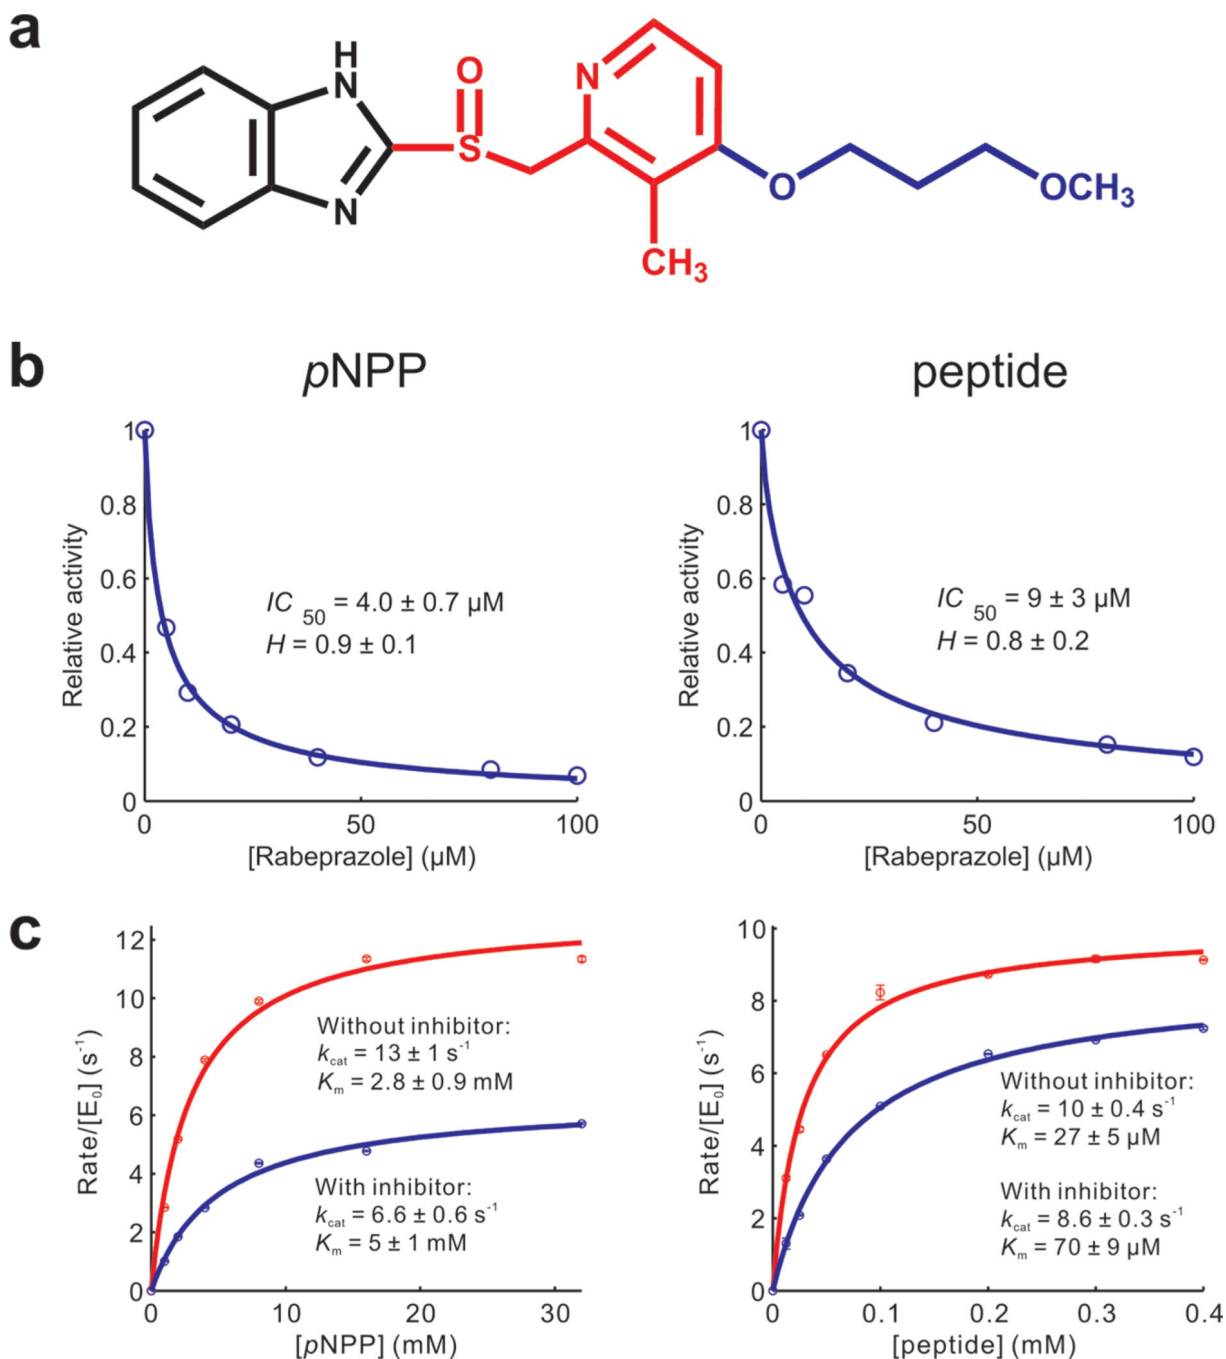 a
H
N
N
O
S
N
CH3
O
OCH3
b
pNPP
peptide
Relative activity
1
0.8
0.6
0.4
0.2
0
IC 50 = 4.0 ± 0.7 µM
H = 0.9 ± 0.1
0 50 100
[Rabeprazole] (µM)
Relative activity
1
0.8
0.6
0.4
0.2
0
IC 50 = 9 ± 3 µM
H = 0.8 ± 0.2
0 50 100
[Rabeprazole] (µM)
c
Rate/[E0] (s-1)
12
10
8
6
4
2
0
Without inhibitor:
kcat = 13 ± 1 s-1
Km = 2.8 ± 0.9 mM
With inhibitor:
kcat = 6.6 ± 0.6 s-1
Km = 5 ± 1 mM
0 10 20 30
[pNPP] (mM)
Rate/[E0] (s-1)
10
8
6
4
2
0
Without inhibitor:
kcat = 10 ± 0.4 s-1
Km = 27 ± 5 µM
With inhibitor:
kcat = 8.6 ± 0.3 s-1
Km = 70 ± 9 µM
0 0.1 0.2 0.3 0.4
[peptide] (mM)